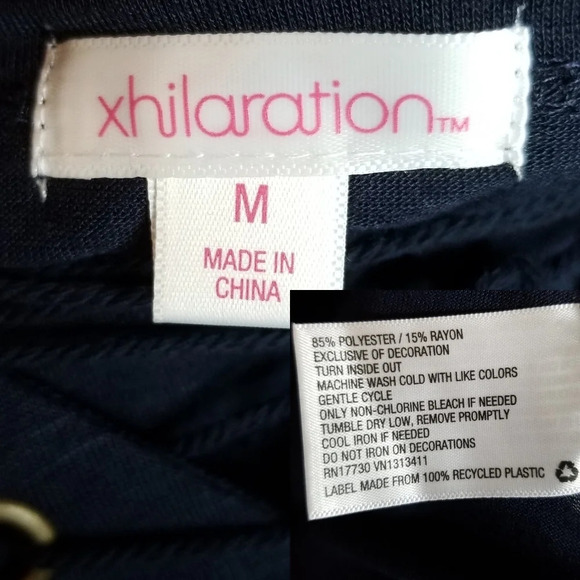 xhilaration™
M
MADE IN
CHINA
85% POLYESTER / 15% RAYON
EXCLUSIVE OF DECORATION
TURN INSIDE OUT
MACHINE WASH COLD WITH LIKE COLORS
GENTLE CYCLE
ONLY NON-CHLORINE BLEACH IF NEEDED
TUMBLE DRY LOW, REMOVE PROMPTLY
COOL IRON IF NEEDED
DO NOT IRON ON DECORATIONS
RN17730 VN1313411
LABEL MADE FROM 100% RECYCLED PLASTIC